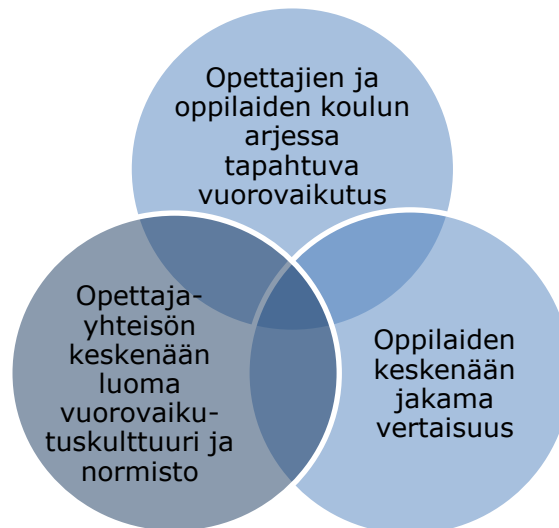 Opettajien ja
oppilaiden koulun
arjessa
tapahtuva
vuorovaikutus
Opettaja-
yhteisön
keskenään
luoma
vuorovaiku-
tuskulttuuri ja
normisto
Oppilaiden
keskenään
jakama
vertaisuus